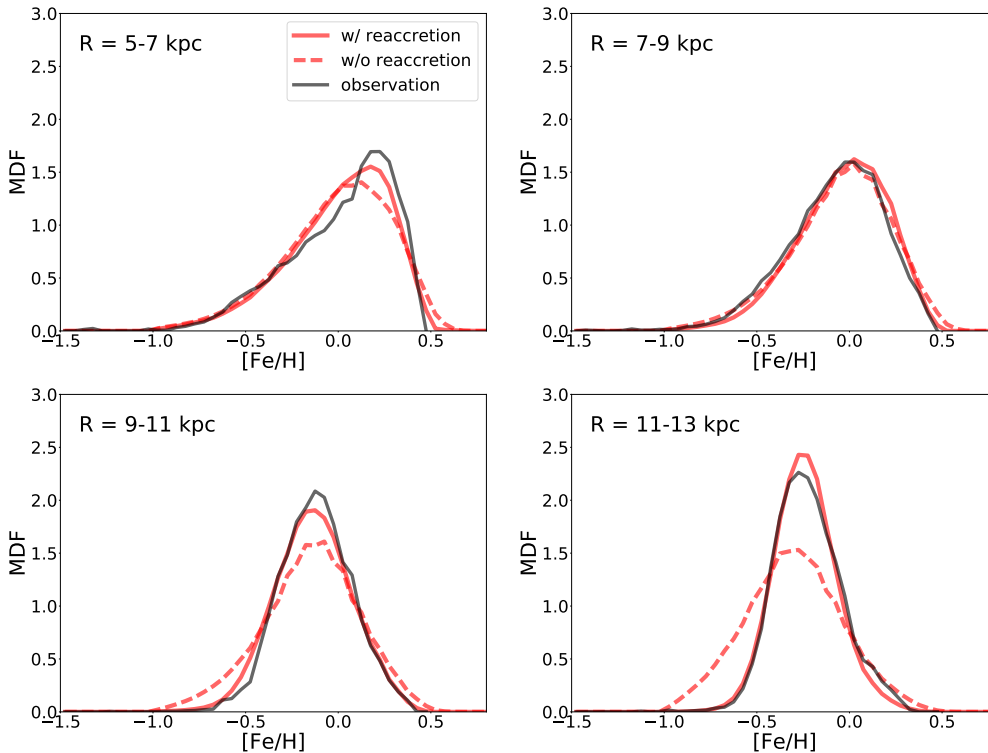 R = 5-7 kpc
w/ reaccretion
w/o reaccretion
observation
MDF
3.0
2.5
2.0
1.5
1.0
0.5
0.0
−1.5 −1.0 −0.5 0.0 0.5
[Fe/H]
R = 7-9 kpc
MDF
3.0
2.5
2.0
1.5
1.0
0.5
0.0
−1.5 −1.0 −0.5 0.0 0.5
[Fe/H]
R = 9-11 kpc
MDF
3.0
2.5
2.0
1.5
1.0
0.5
0.0
−1.5 −1.0 −0.5 0.0 0.5
[Fe/H]
R = 11-13 kpc
MDF
3.0
2.5
2.0
1.5
1.0
0.5
0.0
−1.5 −1.0 −0.5 0.0 0.5
[Fe/H]